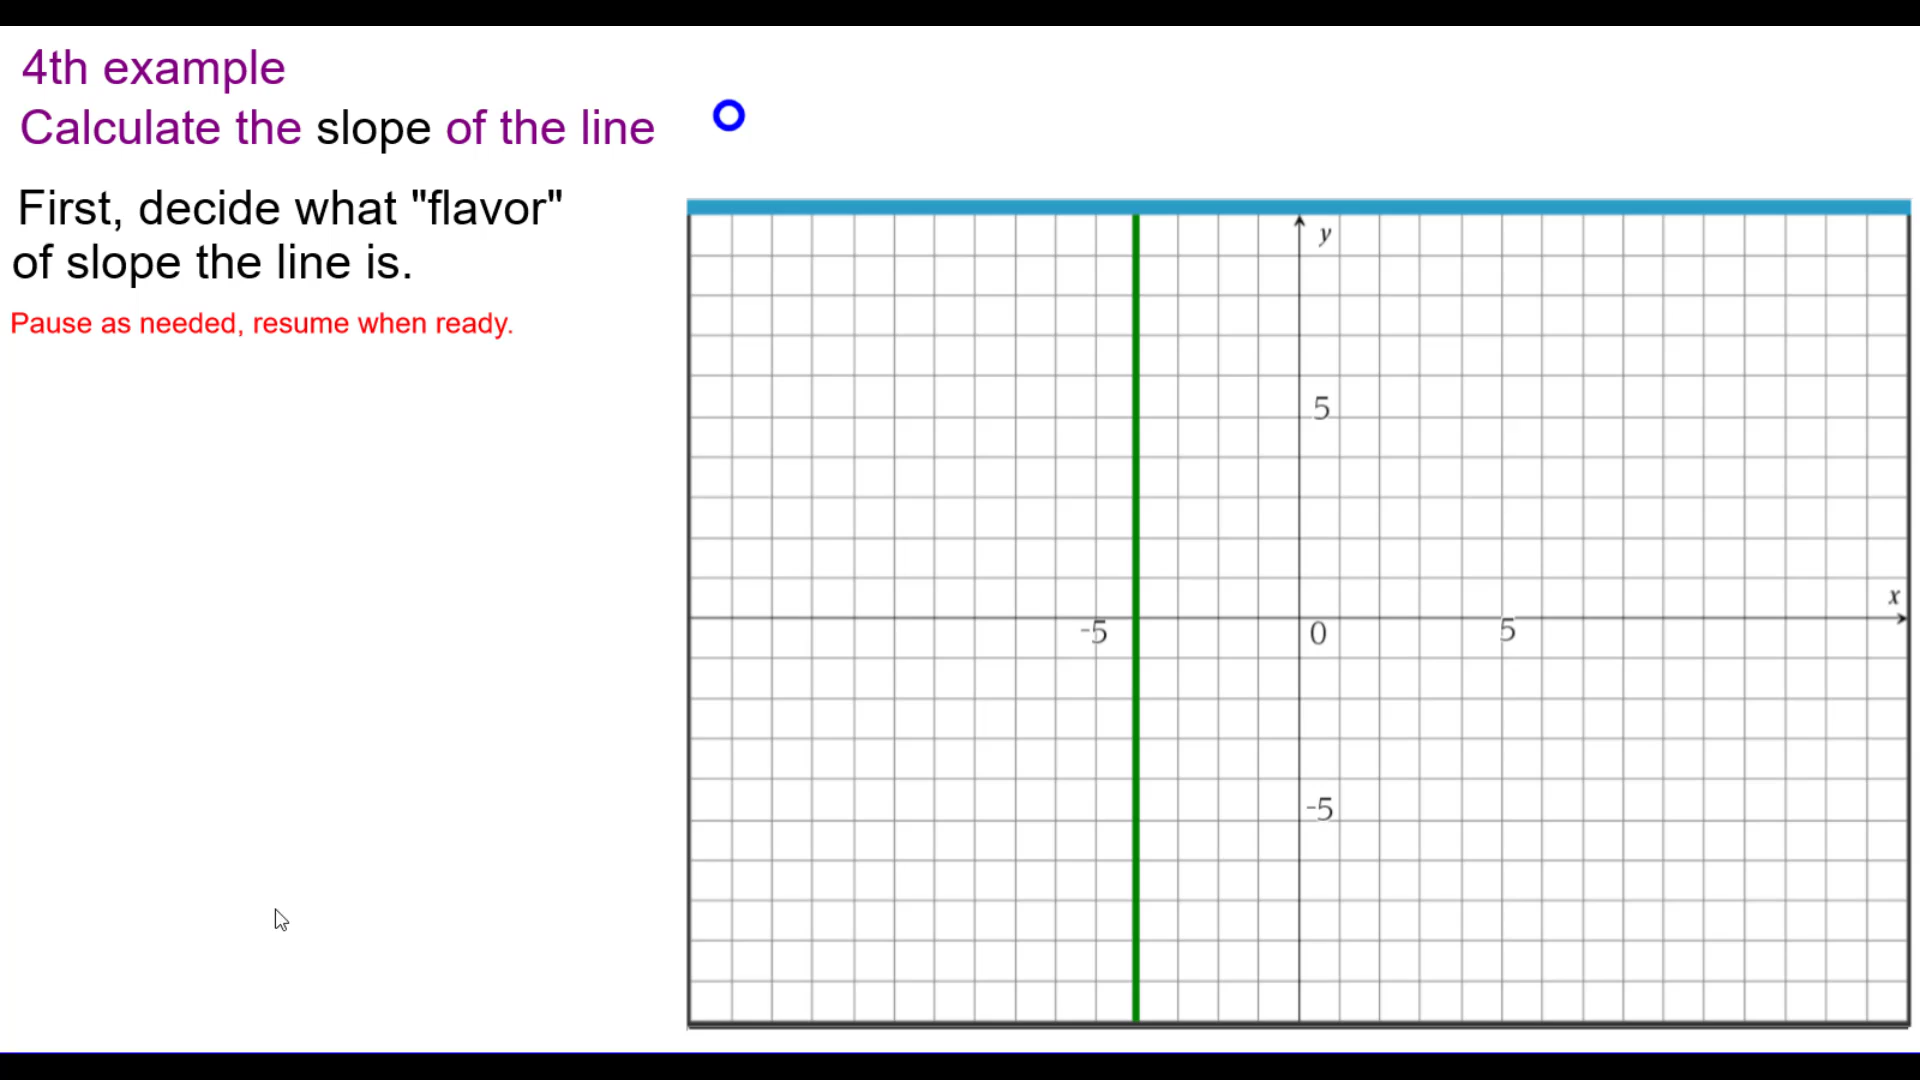 4th example
Calculate the slope of the line
First, decide what "flavor"
of slope the line is.
Pause as needed, resume when ready.
y
5
x
-5 0 5
-5